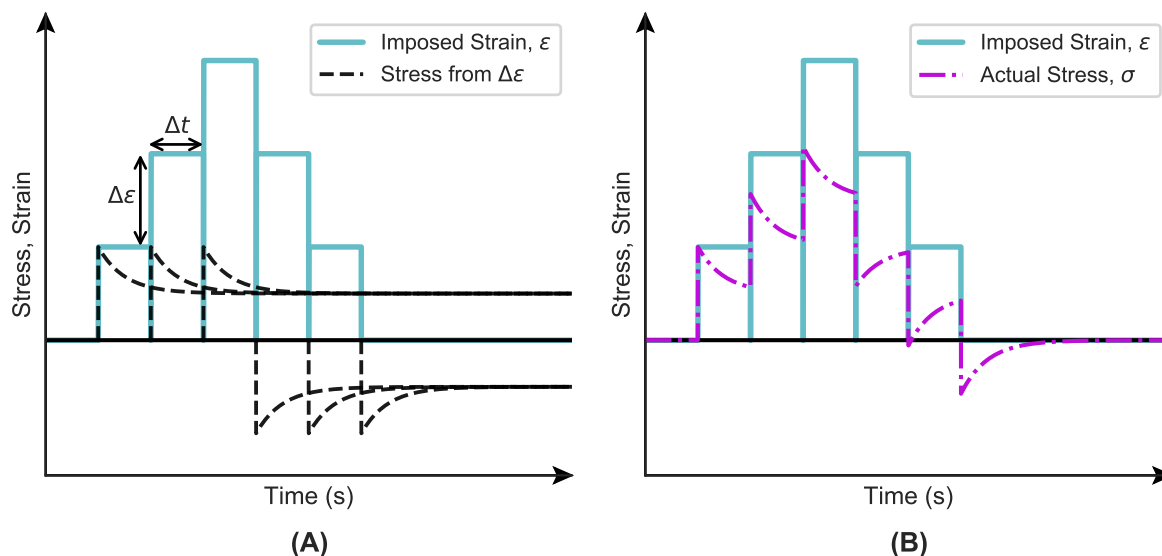 Imposed Strain, ε
Stress from Δε
Δt
Δε
Stress, Strain
Time (s)
(A)
Imposed Strain, ε
Actual Stress, σ
Stress, Strain
Time (s)
(B)